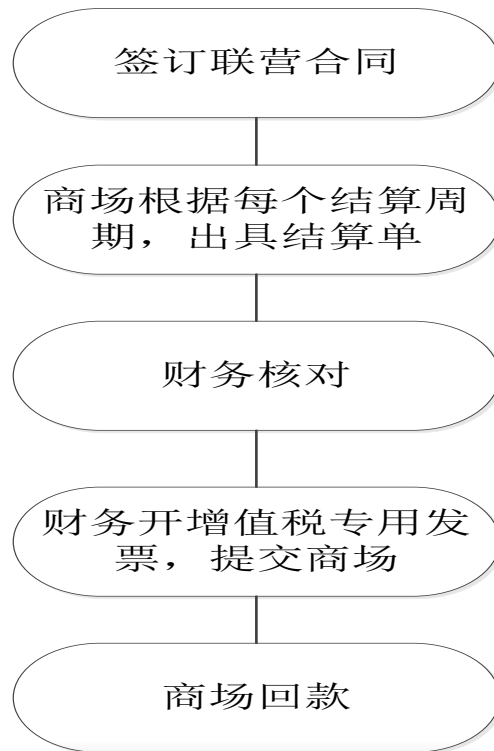 签订联营合同
商场根据每个结算周
期，出具结算单
财务核对
财务开增值税专用发
票，提交商场
商场回款